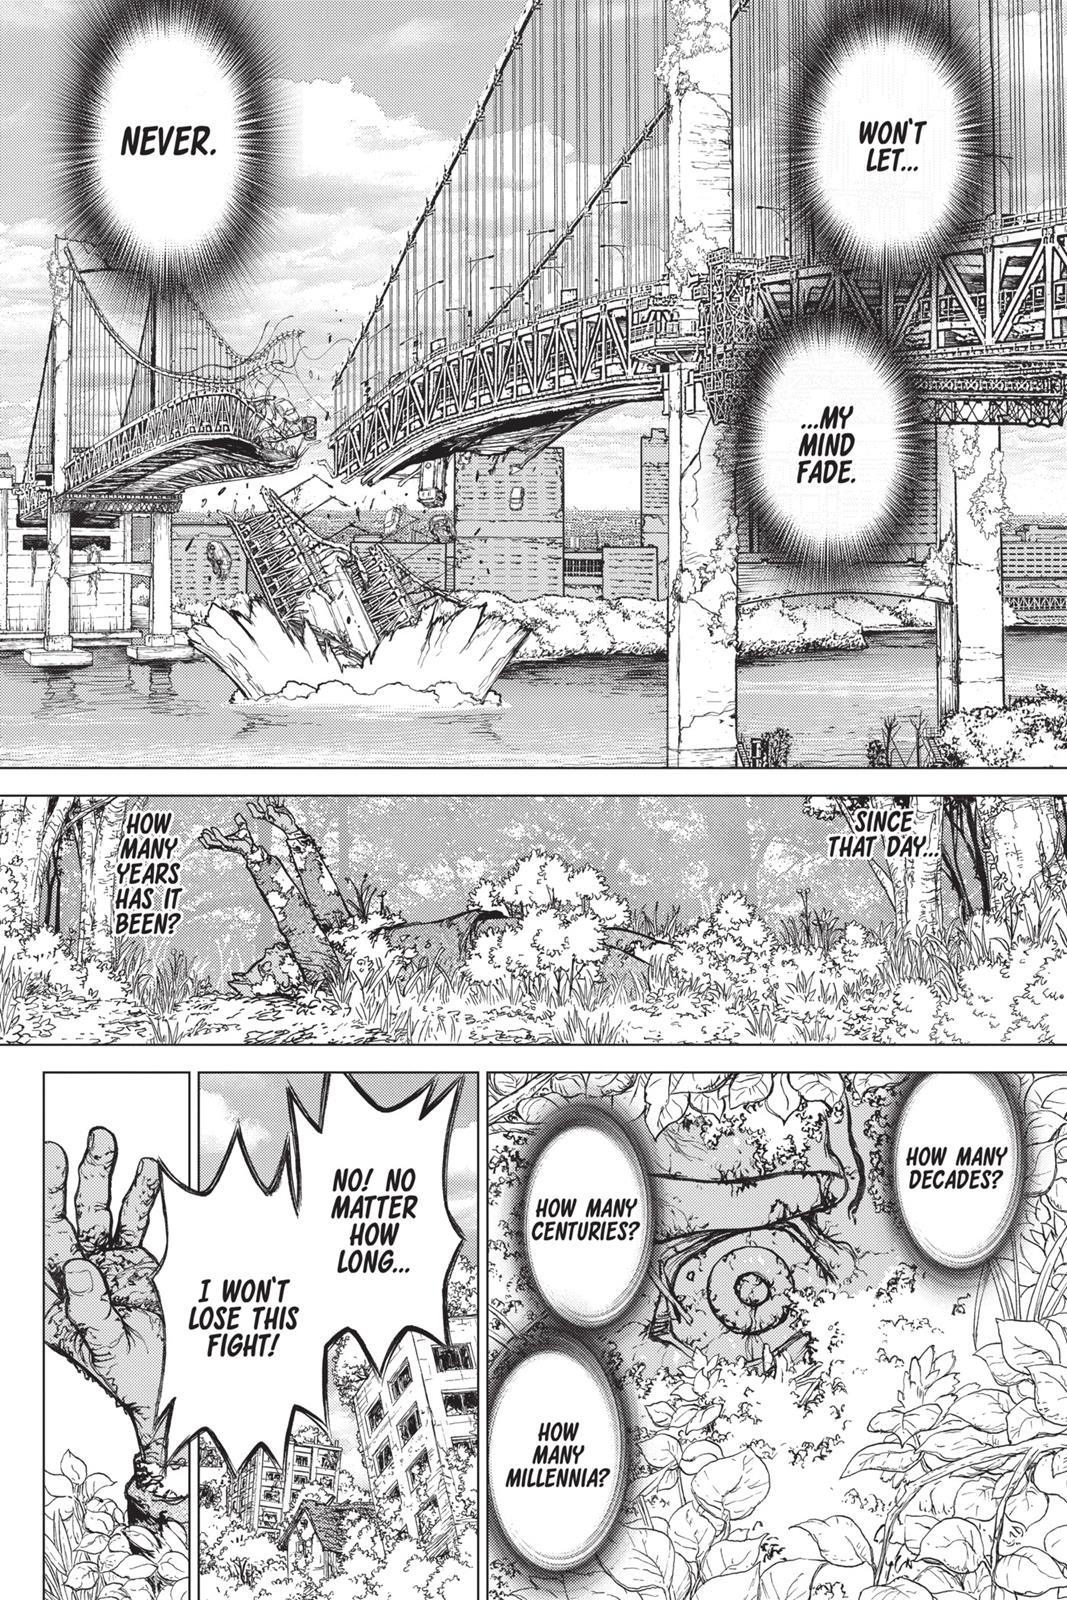 WON'T
LET...
...MY
MIND
FADE.
NEVER.
SINCE
THAT DAY...
HOW
MANY
YEARS
HAS IT
BEEN?
HOW MANY
DECADES?
HOW MANY
CENTURIES?
HOW
MANY
MILLENNIA?
NO! NO
MATTER
HOW
LONG...
I WON'T
LOSE THIS
FIGHT!